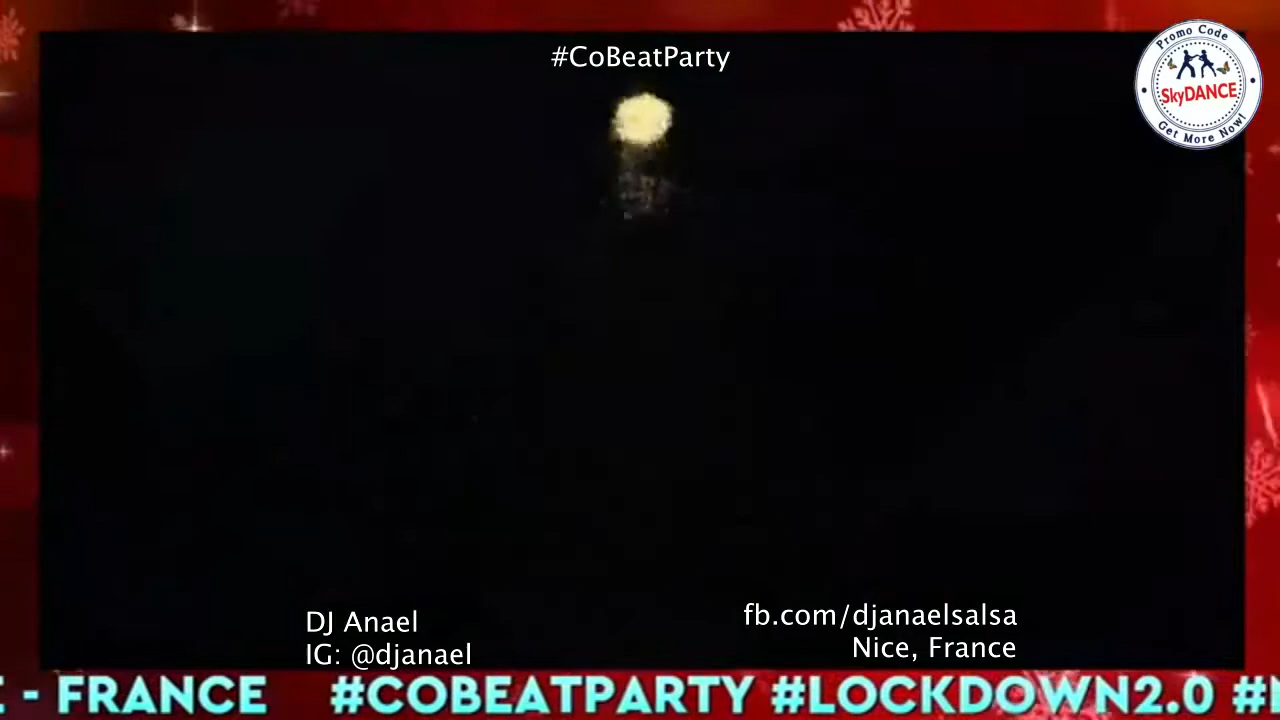 #CoBeatParty
Promo Code
SkyDANCE
Get More Now!
DJ Anael
IG: @djanael
fb.com/djanaelsalsa
Nice, France
- FRANCE #COBEATPARTY #LOCKDOWN2.0